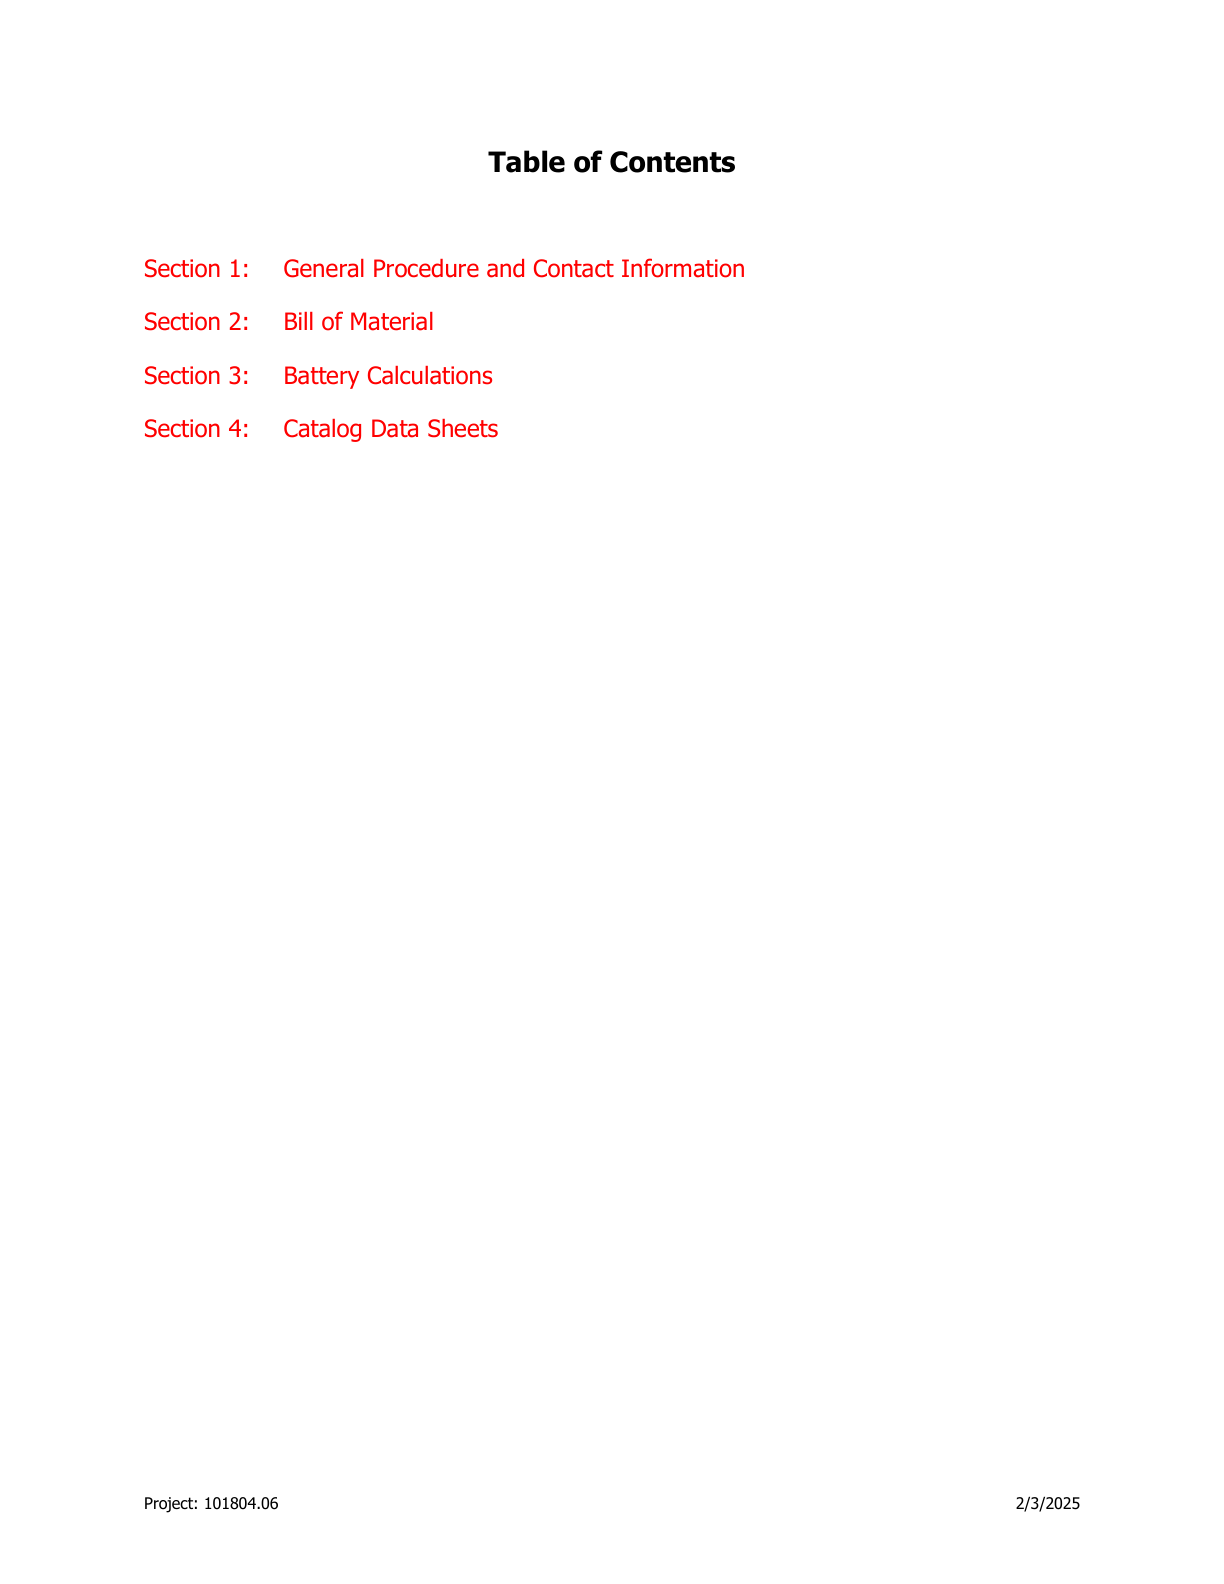 Table of Contents
Section 1: General Procedure and Contact Information
Section 2: Bill of Material
Section 3: Battery Calculations
Section 4: Catalog Data Sheets
Project: 101804.06 2/3/2025